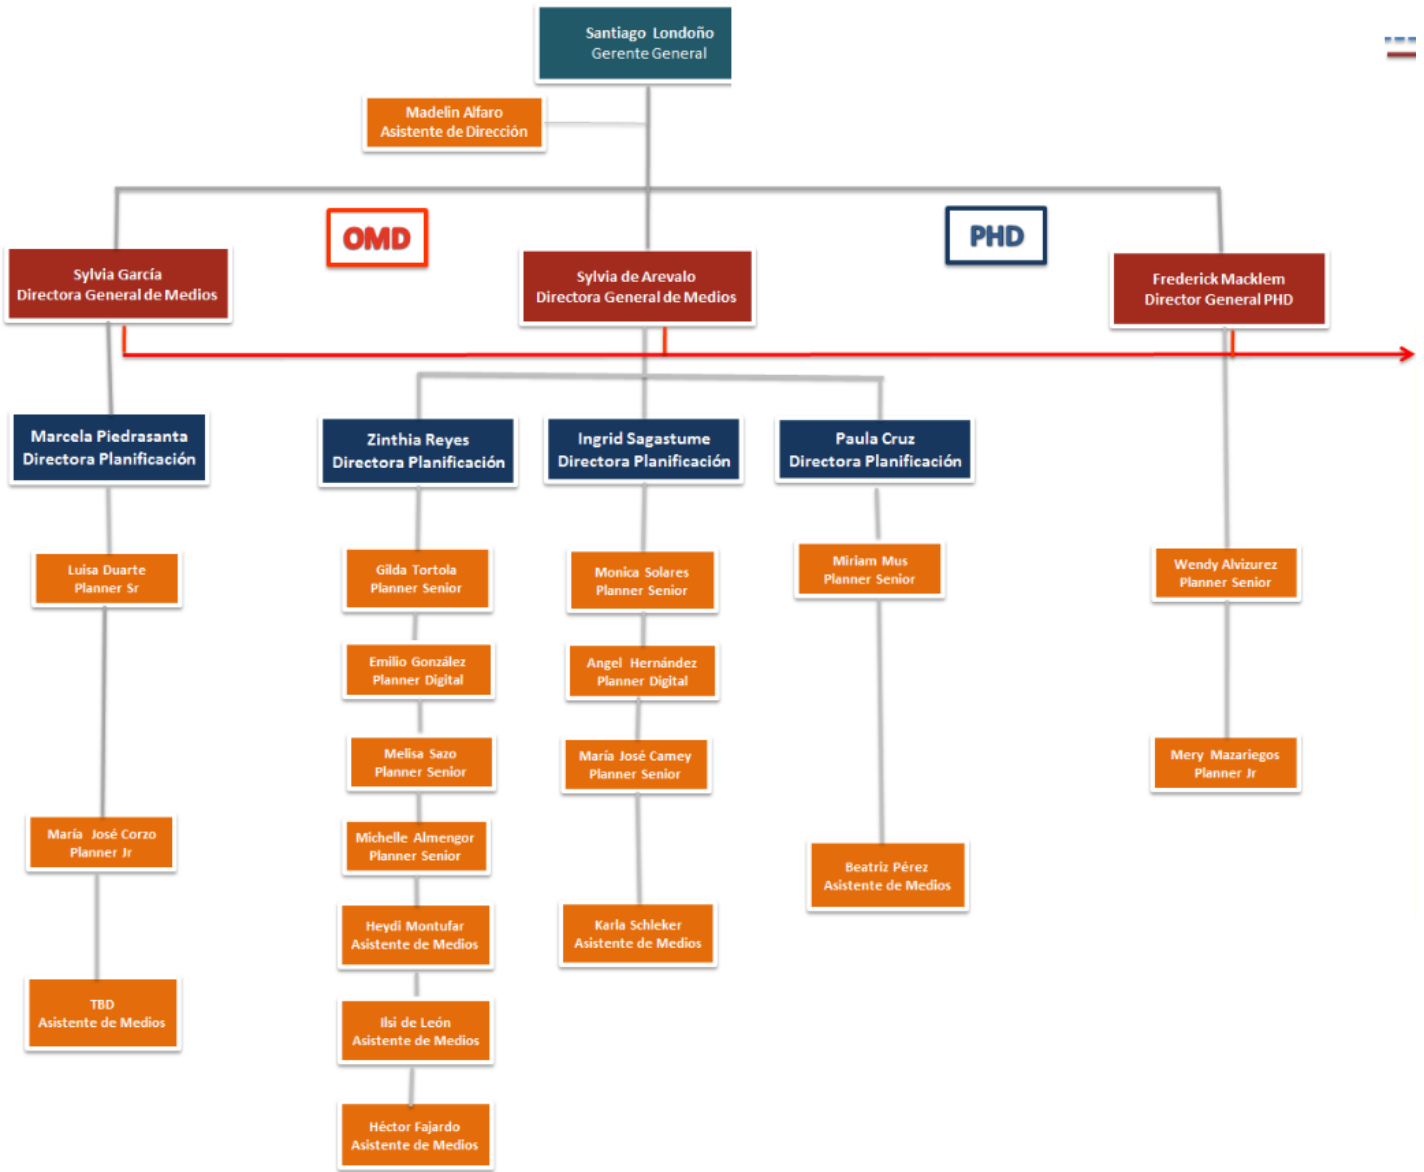 Santiago Londoño
Gerente General
Madelin Alfaro
Asistente de Dirección
OMD
PHD
Sylvia García
Directora General de Medios
Sylvia de Arevalo
Directora General de Medios
Frederick Macklem
Director General PHD
Marcela Piedrasanta
Directora Planificación
Zinthia Reyes
Directora Planificación
Ingrid Sagastume
Directora Planificación
Paula Cruz
Directora Planificación
Luisa Duarte
Planner Sr
Gilda Tortola
Planner Senior
Monica Solares
Planner Senior
Miriam Mus
Planner Senior
Wendy Alvizurez
Planner Senior
Emilio González
Planner Digital
Angel Hernández
Planner Digital
Melisa Sazo
Planner Senior
María José Camey
Planner Senior
Mery Mazariegos
Planner Jr
María José Corzo
Planner Jr
Michelle Almengor
Planner Senior
Beatriz Pérez
Asistente de Medios
Heydi Montufar
Asistente de Medios
Karla Schleker
Asistente de Medios
TBD
Asistente de Medios
Ilsi de León
Asistente de Medios
Héctor Fajardo
Asistente de Medios